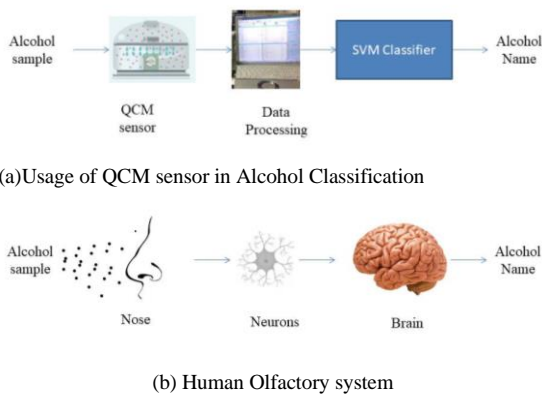 Alcohol
sample
SVM Classifier
Alcohol
Name
QCM
sensor
Data
Processing
(a)Usage of QCM sensor in Alcohol Classification
Alcohol
sample
Alcohol
Name
Nose
Neurons
Brain
(b) Human Olfactory system